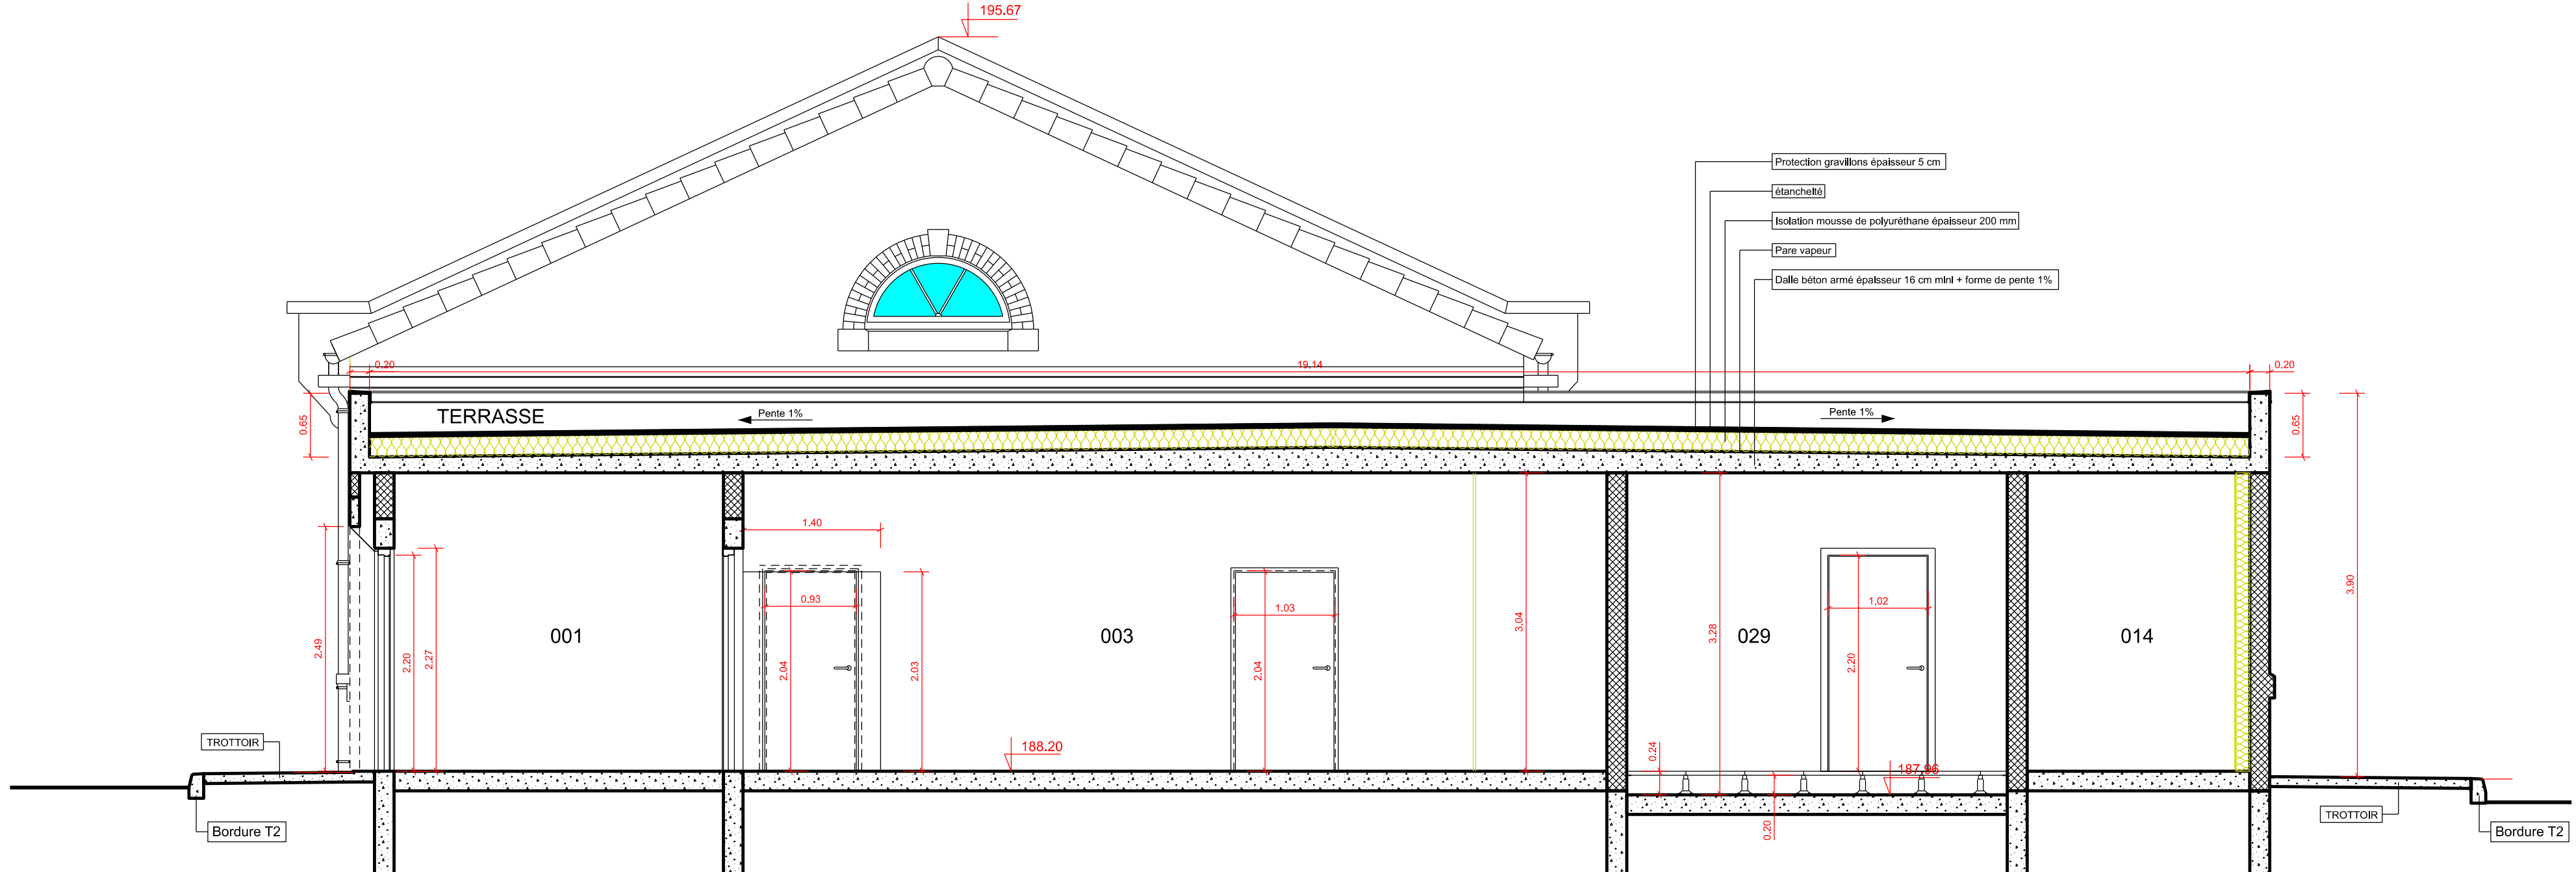 195.67
Protection gravillons épaisseur 5 cm
étancheité
Isolation mousse de polyuréthane épaisseur 200 mm
Pare vapeur
Dalle béton armé épaisseur 16 cm mini + forme de pente 1%
0.20
19.14
0.20
0.65
TERRASSE
Pente 1%
Pente 1%
0.65
1.40
3.90
0.93
1.03
1.02
2.49
2.20
2.27
001
2.04
2.03
003
2.04
3.04
3.28
029
2.20
014
TROTTOIR
188.20
0.24
187.96
0.20
TROTTOIR
Bordure T2
Bordure T2